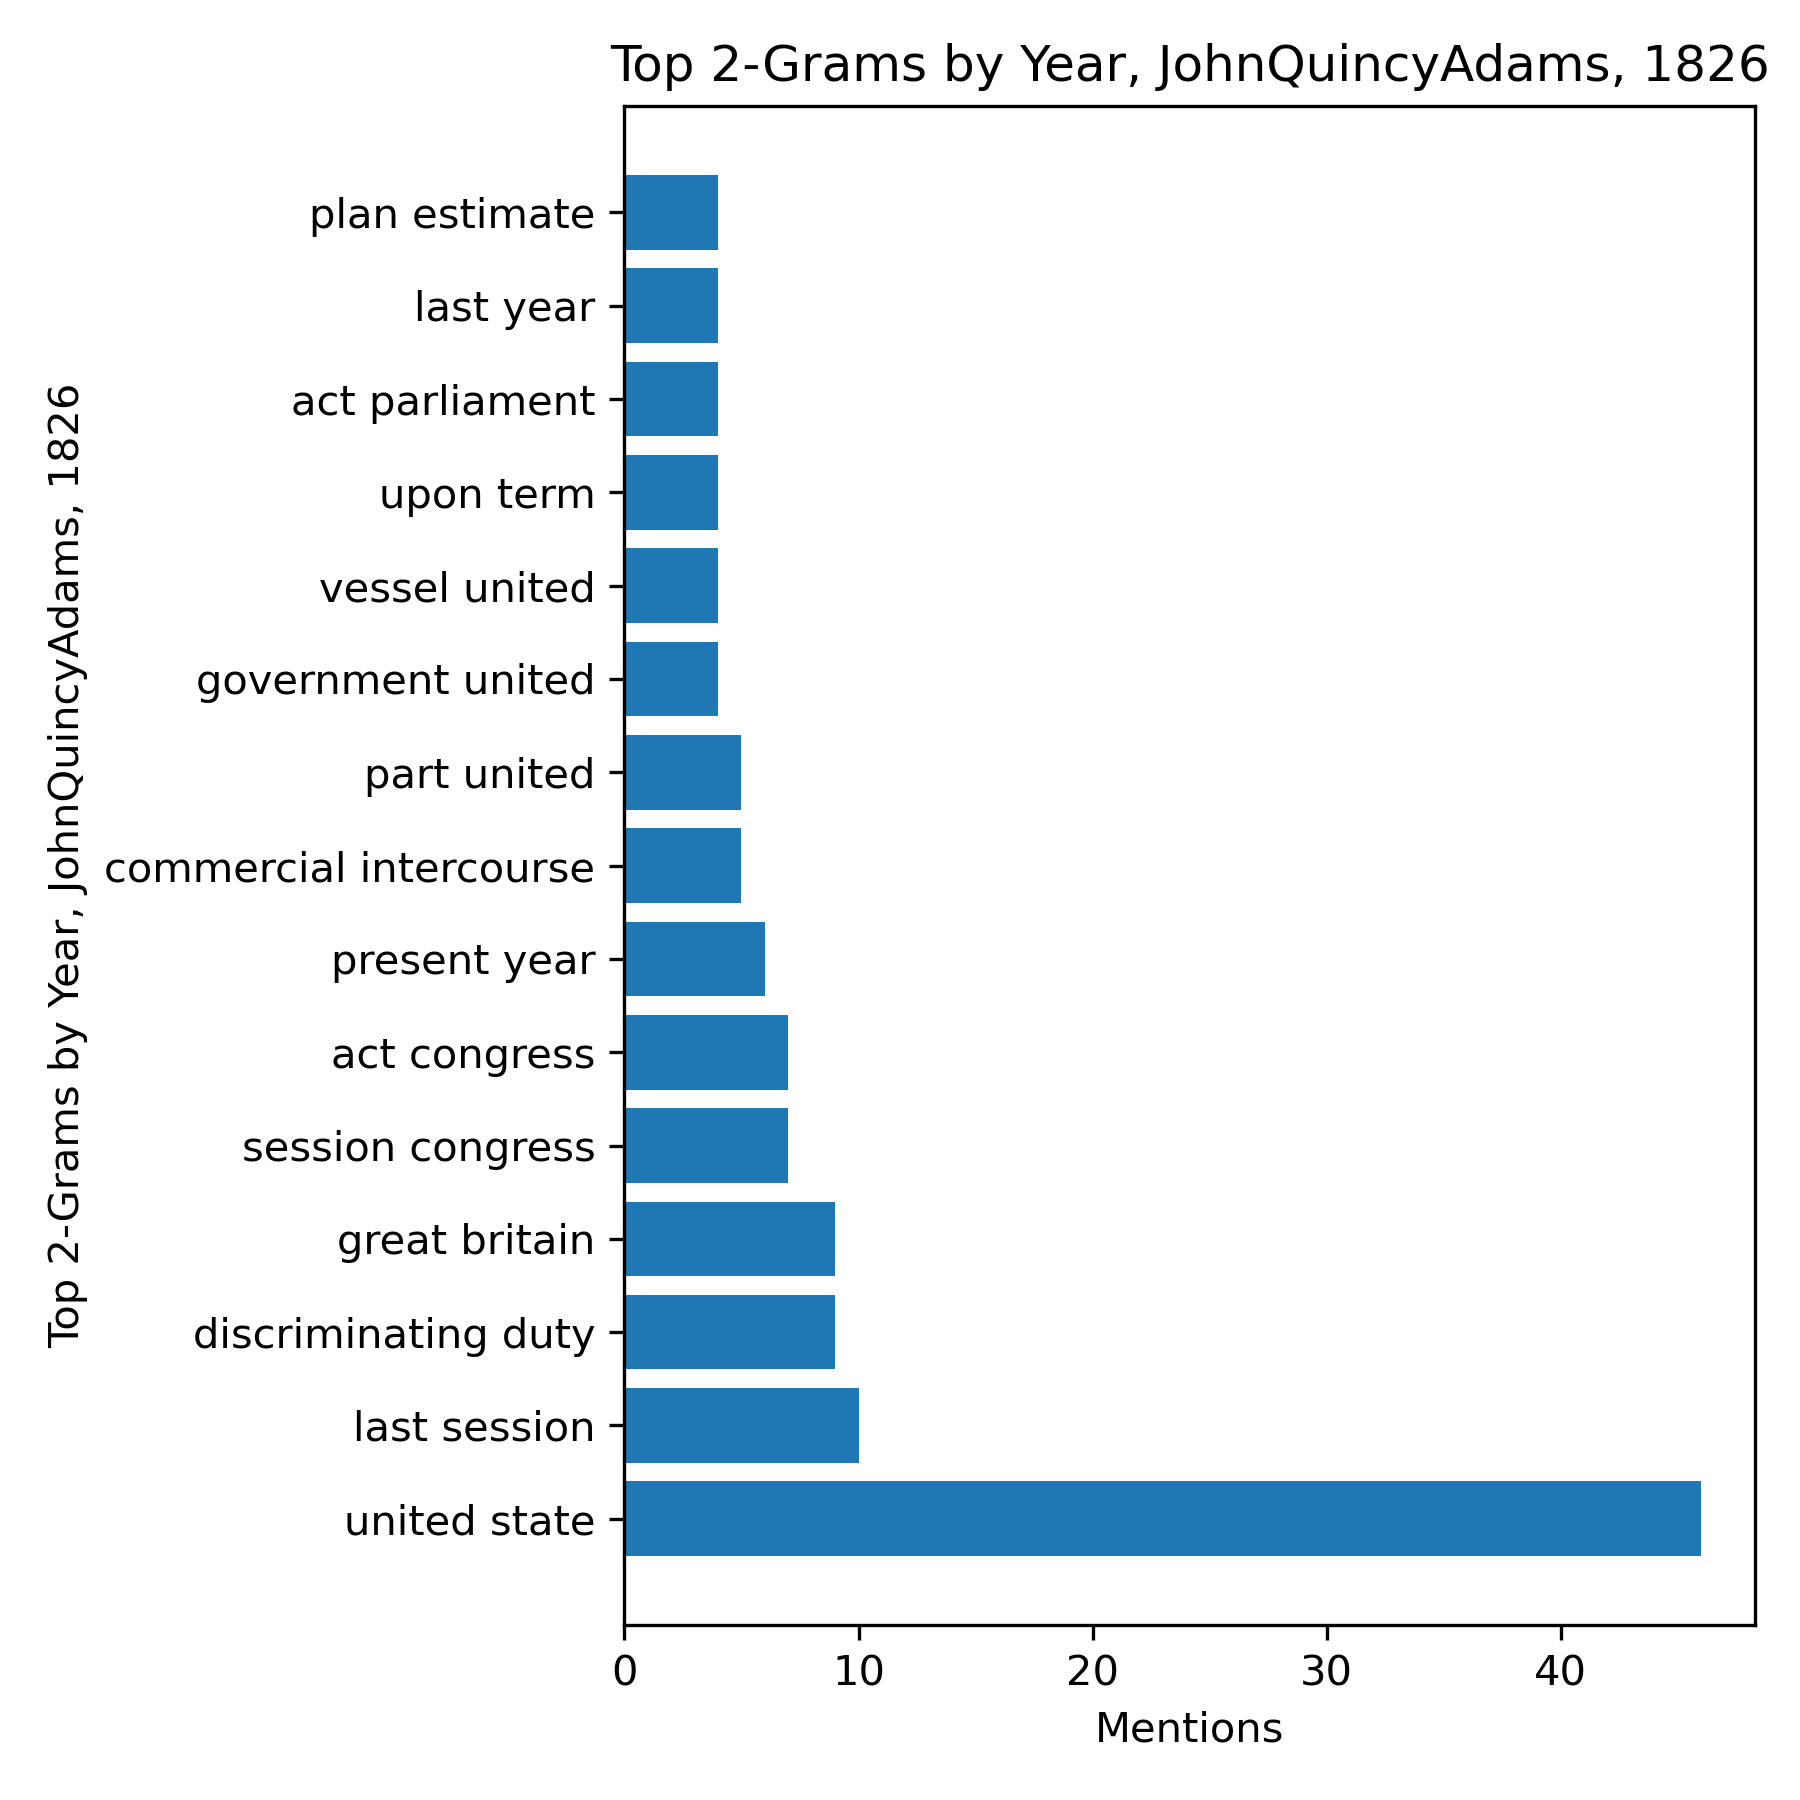 Top 2-Grams by Year, JohnQuincyAdams, 1826
Top 2-Grams by Year, JohnQuincyAdams, 1826
plan estimate
last year
act parliament
upon term
vessel united
government united
part united
commercial intercourse
present year
act congress
session congress
great britain
discriminating duty
last session
united state
0 10 20 30 40
Mentions